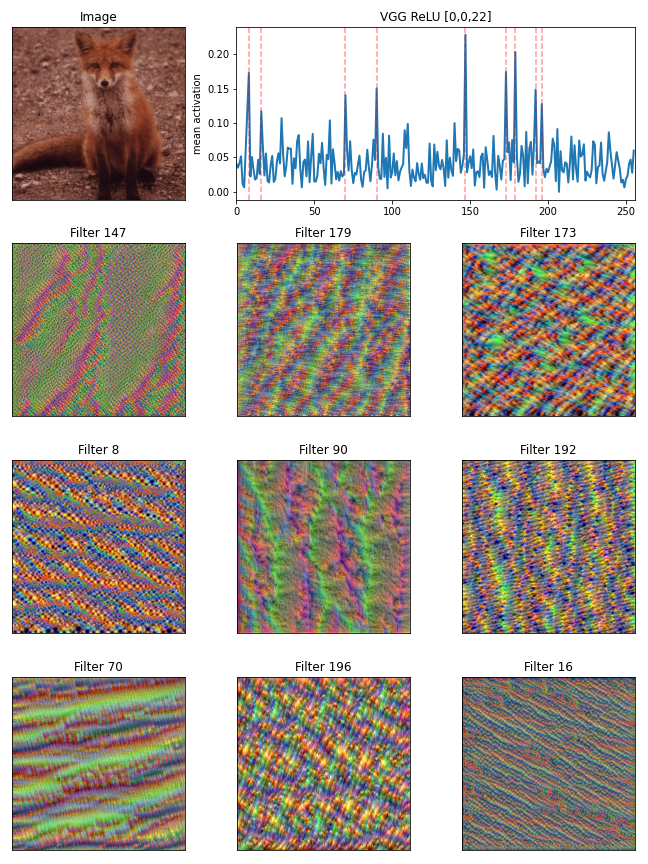 Image
VGG ReLU [0,0,22]
mean activation
0.20
0.15
0.10
0.05
0.00
0 50 100 150 200 250
Filter 147 Filter 179 Filter 173
Filter 8 Filter 90 Filter 192
Filter 70 Filter 196 Filter 16